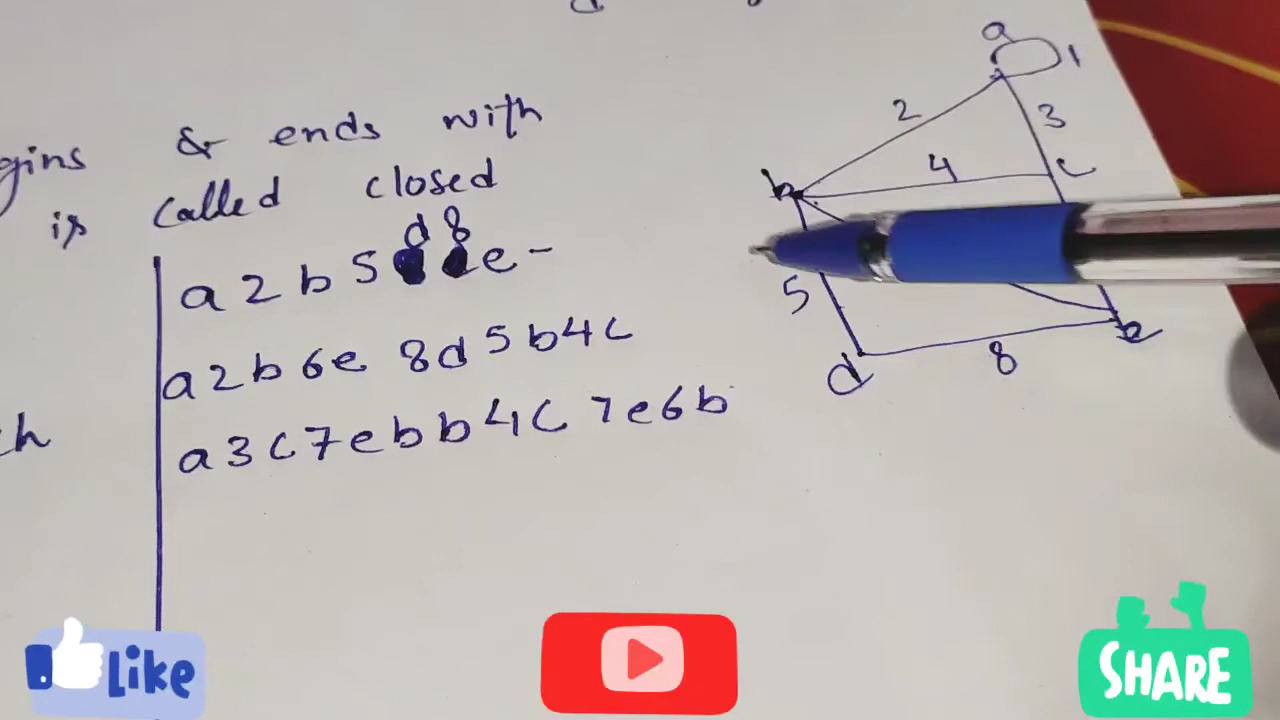 gins & ends with
is called closed
d 8
a 2 b 5 e -
a 2 b 6 e 8 d 5 b 4 c
ch
a 3 c 7 e b b 4 c 7 e 6 b
a
1
2
3
4
c
b
5
d
8
e
Like
SHARE